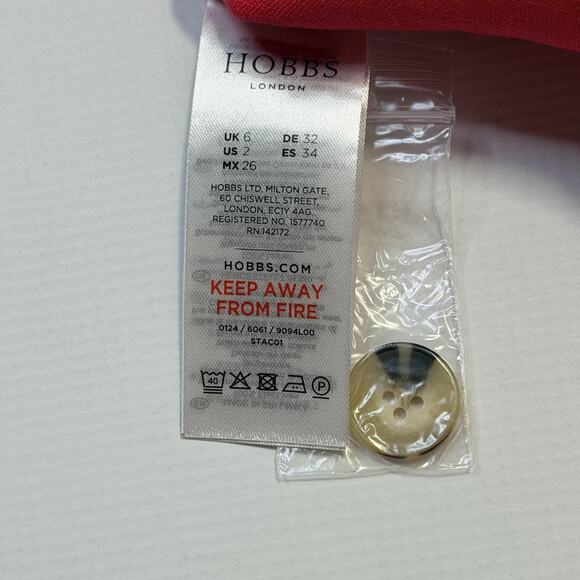 HOBBS
LONDON
UK 6 DE 32
US 2 ES 34
MX 26
HOBBS LTD, MILTON GATE,
60 CHISWELL STREET,
LONDON, EC1Y 4AG.
REGISTERED NO. 1577740
RN:142172
HOBBS.COM
KEEP AWAY
FROM FIRE
0124 / 6061 / 9094L00
STAC01
40 P